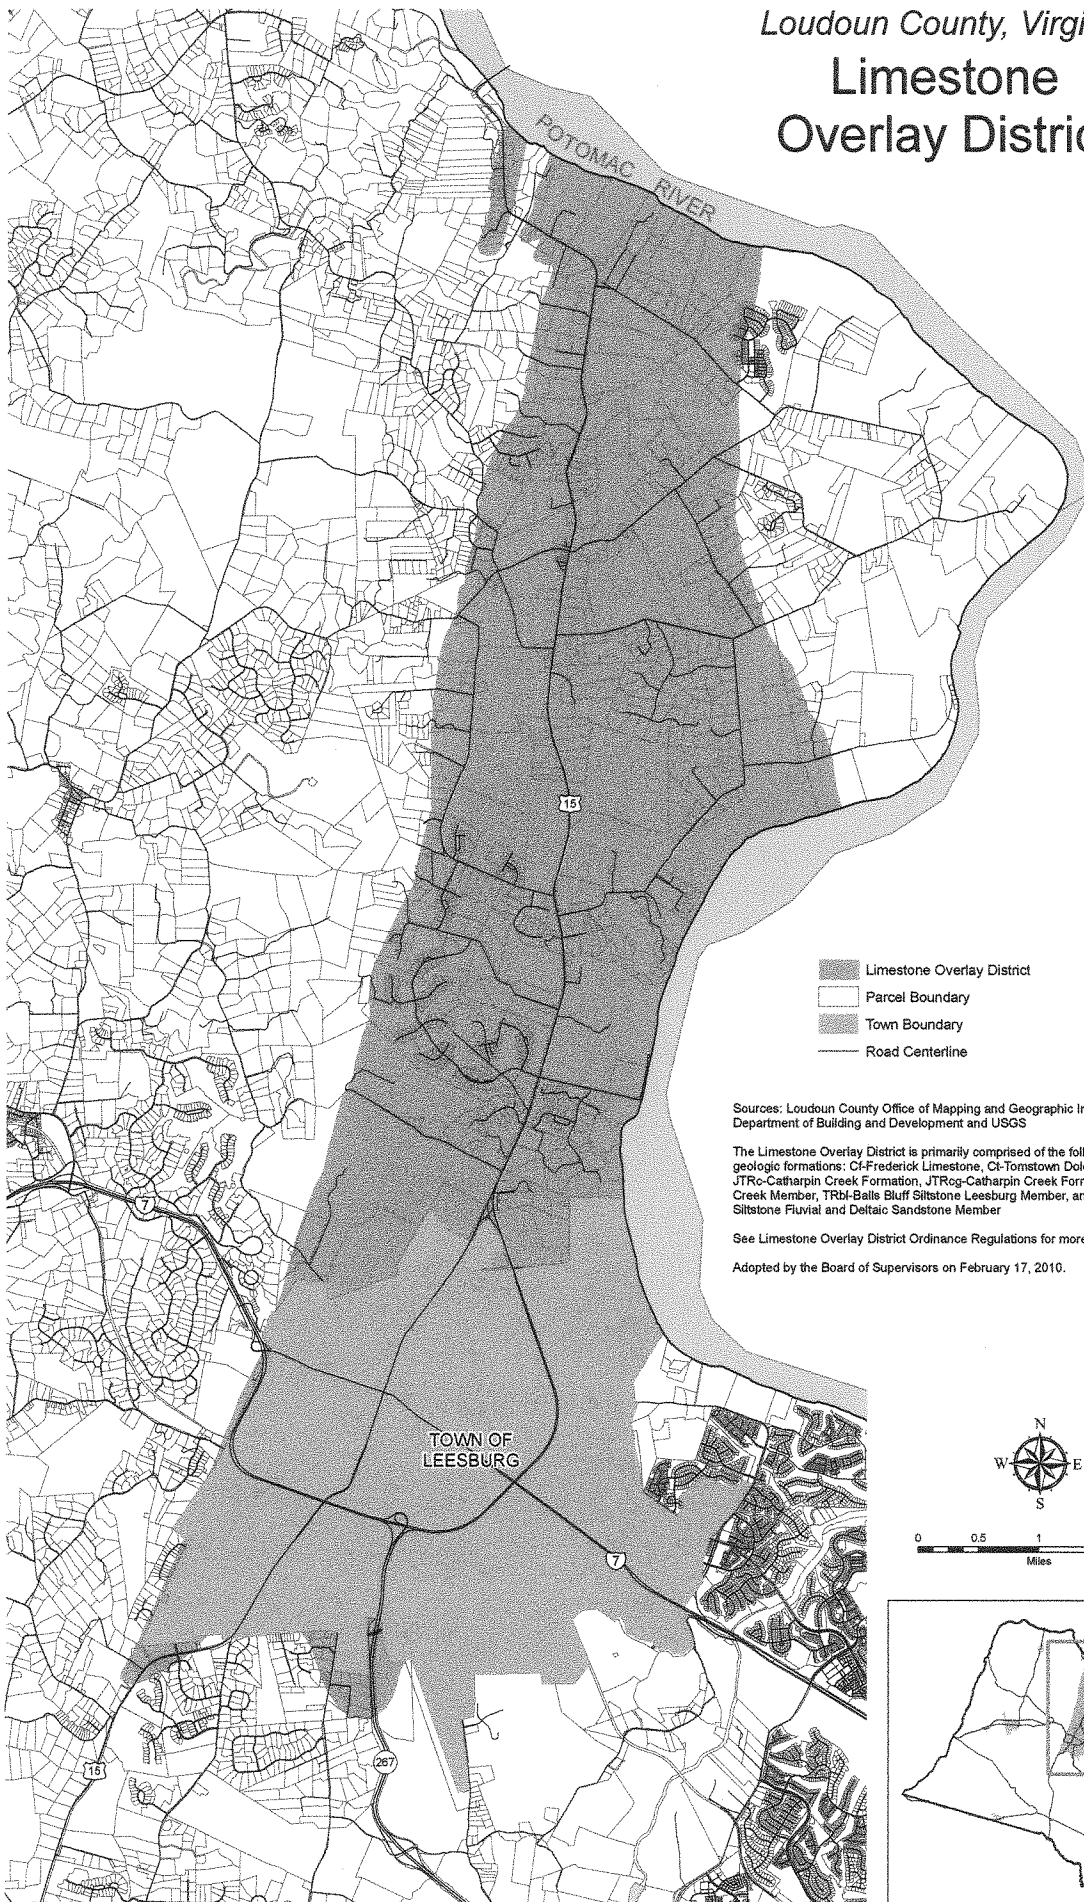 Loudoun County, Virgi
Limestone
Overlay Distric
POTOMAC RIVER
15
Limestone Overlay District
Parcel Boundary
Town Boundary
Road Centerline
Sources: Loudoun County Office of Mapping and Geographic In
Department of Building and Development and USGS
The Limestone Overlay District is primarily comprised of the foll
geologic formations: Cf-Frederick Limestone, Ct-Tomstown Dol
JTRc-Catharpin Creek Formation, JTRcg-Catharpin Creek Form
Creek Member, TRbl-Balls Bluff Siltstone Leesburg Member, an
Siltstone Fluvial and Deltaic Sandstone Member
See Limestone Overlay District Ordinance Regulations for more
Adopted by the Board of Supervisors on February 17, 2010.
7
TOWN OF
LEESBURG
N
W E
S
0 0.5 1
Miles
7
267
15